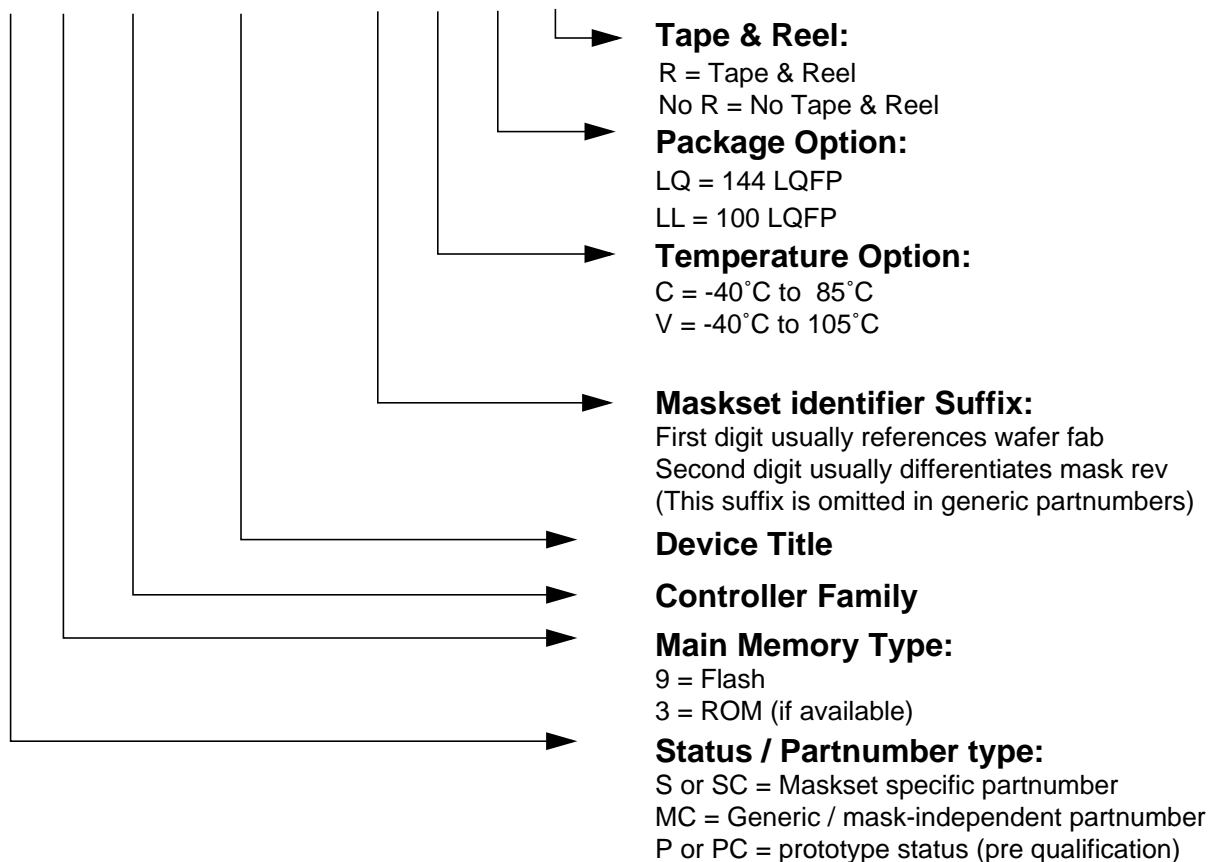 Tape & Reel:
R = Tape & Reel
No R = No Tape & Reel
Package Option:
LQ = 144 LQFP
LL = 100 LQFP
Temperature Option:
C = -40˚C to 85˚C
V = -40˚C to 105˚C
Maskset identifier Suffix:
First digit usually references wafer fab
Second digit usually differentiates mask rev
(This suffix is omitted in generic partnumbers)
Device Title
Controller Family
Main Memory Type:
9 = Flash
3 = ROM (if available)
Status / Partnumber type:
S or SC = Maskset specific partnumber
MC = Generic / mask-independent partnumber
P or PC = prototype status (pre qualification)